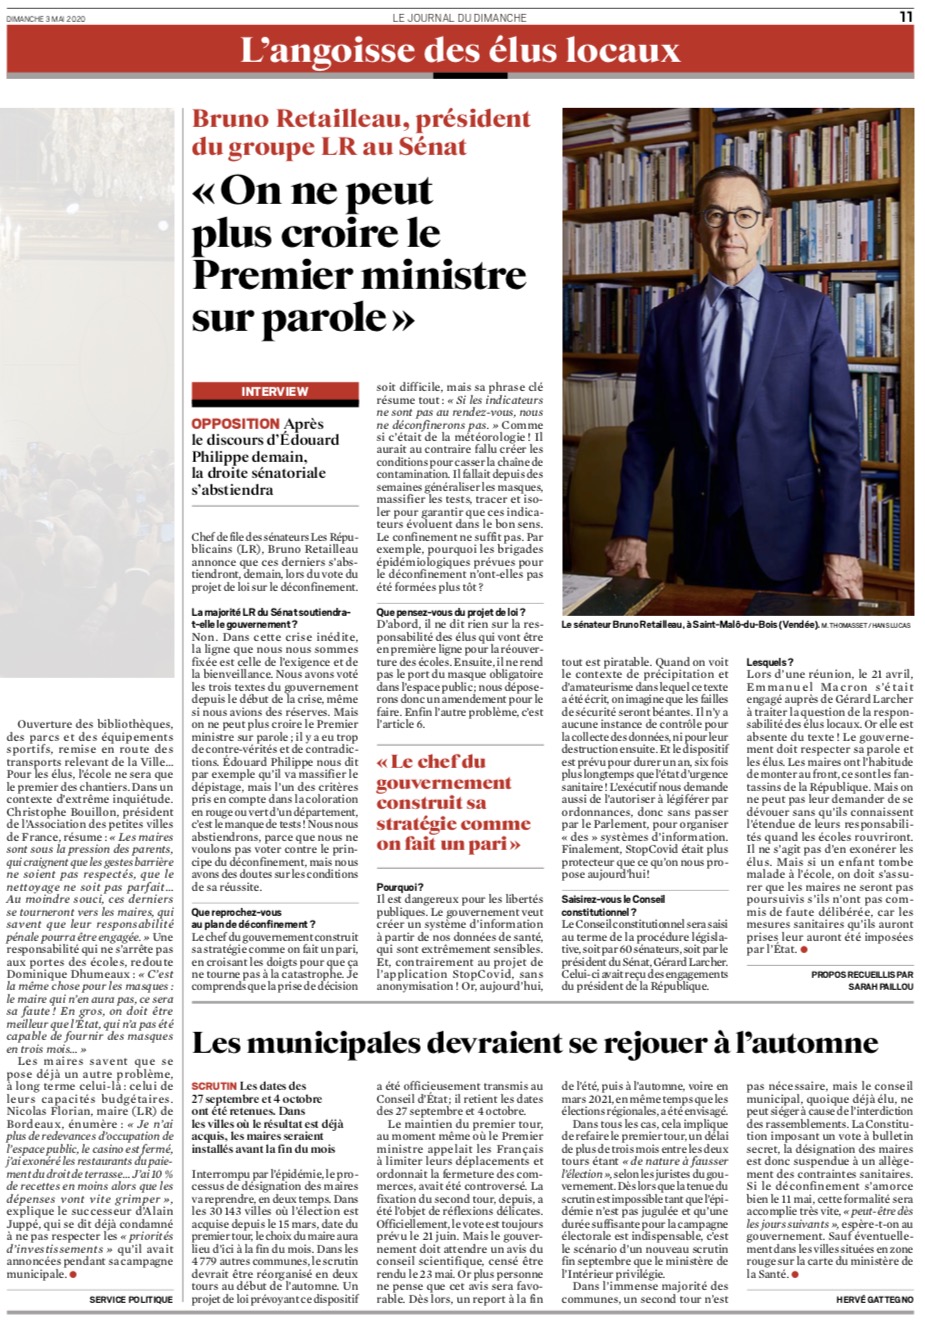 DIMANCHE 3 MAI 2020
LE JOURNAL DU DIMANCHE
11
L’angoisse des élus locaux
Ouverture des bibliothèques,
des parcs et des équipements
sportifs, remise en route des
transports relevant de la Ville…
Pour les élus, l’école ne sera que
le premier des chantiers. Dans un
contexte d’extrême inquiétude.
Christophe Bouillon, président
de l’Association des petites villes
de France, résume : « Les maires
sont sous la pression des parents,
qui craignent que les gestes barrière
ne soient pas respectés, que le
nettoyage ne soit pas parfait…
Au moindre souci, ces derniers
se tourneront vers les maires, qui
savent que leur responsabilité
pénale pourra être engagée. » Une
responsabilité qui ne s’arrête pas
aux portes des écoles, redoute
Dominique Dhumeaux : « C’est
la même chose pour les masques :
le maire qui n’en aura pas, ce sera
sa faute ! En gros, on doit être
meilleur que l’État, qui n’a pas été
capable de fournir des masques
en trois mois… »
Les maires savent que se
pose déjà un autre problème,
à long terme celui-là : celui de
leurs capacités budgétaires.
Nicolas Florian, maire (LR) de
Bordeaux, énumère : « Je n’ai
plus de redevances d’occupation de
l’espace public, le casino est fermé,
j’ai exonéré les restaurants du paie-
ment du droit de terrasse… J’ai 10 %
de recettes en moins alors que les
dépenses vont vite grimper »,
explique le successeur d’Alain
Juppé, qui se dit déjà condamné
à ne pas respecter les « priorités
d’investissements » qu’il avait
annoncées pendant sa campagne
municipale.
SERVICE POLITIQUE
Bruno Retailleau, président
du groupe LR au Sénat
« On ne peut
plus croire le
Premier ministre
sur parole »
INTERVIEW
OPPOSITION Après
le discours d’Édouard
Philippe demain,
la droite sénatoriale
s’abstiendra
Chef de file des sénateurs Les Répu-
blicains (LR), Bruno Retailleau
annonce que ces derniers s’abs-
tiendront, demain, lors du vote du
projet de loi sur le déconfinement.
La majorité LR du Sénat soutiendra-
t-elle le gouvernement ?
Non. Dans cette crise inédite,
la ligne que nous nous sommes
fixée est celle de l’exigence et de
la bienveillance. Nous avons voté
les trois textes du gouvernement
depuis le début de la crise, même
si nous avions des réserves. Mais
on ne peut plus croire le Premier
ministre sur parole ; il y a eu trop
de contre-vérités et de contradic-
tions. Édouard Philippe nous dit
par exemple qu’il va massifier le
dépistage, mais l’un des critères
pris en compte dans la coloration
en rouge ou vert d’un département,
c’est le manque de tests ! Nous nous
abstiendrons, parce que nous ne
voulons pas voter contre le prin-
cipe du déconfinement, mais nous
avons des doutes sur les conditions
de sa réussite.
Que reprochez-vous
au plan de déconfinement ?
Le chef du gouvernement construit
sa stratégie comme on fait un pari,
en croisant les doigts pour que ça
ne tourne pas à la catastrophe. Je
comprends que la prise de décision
soit difficile, mais sa phrase clé
résume tout : « Si les indicateurs
ne sont pas au rendez-vous, nous
ne déconfinerons pas. » Comme
si c’était de la météorologie ! Il
aurait au contraire fallu créer les
conditions pour casser la chaîne de
contamination. Il fallait depuis des
semaines généraliser les masques,
massifier les tests, tracer et iso-
ler pour garantir que ces indica-
teurs évoluent dans le bon sens.
Le confinement ne suffit pas. Par
exemple, pourquoi les brigades
épidémiologiques prévues pour
le déconfinement n’ont-elles pas
été formées plus tôt ?
Que pensez-vous du projet de loi ?
D’abord, il ne dit rien sur la res-
ponsabilité des élus qui vont être
en première ligne pour la réouver-
ture des écoles. Ensuite, il ne rend
pas le port du masque obligatoire
dans l’espace public ; nous dépose-
rons donc un amendement pour le
faire. Enfin l’autre problème, c’est
l’article 6.
« Le chef du
gouvernement
construit sa
stratégie comme
on fait un pari »
Pourquoi ?
Il est dangereux pour les libertés
publiques. Le gouvernement veut
créer un système d’information
à partir de nos données de santé,
qui sont extrêmement sensibles.
Et, contrairement au projet de
l’application StopCovid, sans
anonymisation ! Or, aujourd’hui,
Le sénateur Bruno Retailleau, à Saint-Malô-du-Bois (Vendée). M. THOMASSET / HANS LUCAS
tout est piratable. Quand on voit
le contexte de précipitation et
d’amateurisme dans lequel ce texte
a été écrit, on imagine que les failles
de sécurité seront béantes. Il n’y a
aucune instance de contrôle pour
la collecte des données, ni pour leur
destruction ensuite. Et le dispositif
est prévu pour durer un an, six fois
plus longtemps que l’état d’urgence
sanitaire ! L’exécutif nous demande
aussi de l’autoriser à légiférer par
ordonnances, donc sans passer
par le Parlement, pour organiser
« des » systèmes d’information.
Finalement, StopCovid était plus
protecteur que ce qu’on nous pro-
pose aujourd’hui !
Saisirez-vous le Conseil
constitutionnel ?
Le Conseil constitutionnel sera saisi
au terme de la procédure législa-
tive, soit par 60 sénateurs, soit par le
président du Sénat, Gérard Larcher.
Celui-ci avait reçu des engagements
du président de la République.
Lesquels ?
Lors d’une réunion, le 21 avril,
Emmanuel Macron s’était
engagé auprès de Gérard Larcher
à traiter la question de la respon-
sabilité des élus locaux. Or elle est
absente du texte ! Le gouverne-
ment doit respecter sa parole et
les élus. Les maires ont l’habitude
de monter au front, ce sont les fan-
tassins de la République. Mais on
ne peut pas leur demander de se
dévouer sans qu’ils connaissent
l’étendue de leurs responsabili-
tés quand les écoles rouvriront.
Il ne s’agit pas d’en exonérer les
élus. Mais si un enfant tombe
malade à l’école, on doit s’assu-
rer que les maires ne seront pas
poursuivis s’ils n’ont pas com-
mis de faute délibérée, car les
mesures sanitaires qu’ils auront
prises leur auront été imposées
par l’État.
PROPOS RECUEILLIS PAR
SARAH PAILLOU
Les municipales devraient se rejouer à l’automne
SCRUTIN Les dates des
27 septembre et 4 octobre
ont été retenues. Dans
les villes où le résultat est déjà
acquis, les maires seraient
installés avant la fin du mois
Interrompu par l’épidémie, le pro-
cessus de désignation des maires
va reprendre, en deux temps. Dans
les 30 143 villes où l’élection est
acquise depuis le 15 mars, date du
premier tour, le choix du maire aura
lieu d’ici à la fin du mois. Dans les
4 779 autres communes, le scrutin
devrait être réorganisé en deux
tours au début de l’automne. Un
projet de loi prévoyant ce dispositif
a été officieusement transmis au
Conseil d’État ; il retient les dates
des 27 septembre et 4 octobre.
Le maintien du premier tour,
au moment même où le Premier
ministre appelait les Français
à limiter leurs déplacements et
ordonnait la fermeture des com-
merces, avait été controversé. La
fixation du second tour, depuis, a
été l’objet de réflexions délicates.
Officiellement, le vote est toujours
prévu le 21 juin. Mais le gouver-
nement doit attendre un avis du
conseil scientifique, censé être
rendu le 23 mai. Or plus personne
ne pense que cet avis sera favo-
rable. Dès lors, un report à la fin
de l’été, puis à l’automne, voire en
mars 2021, en même temps que les
élections régionales, a été envisagé.
Dans tous les cas, cela implique
de refaire le premier tour, un délai
de plus de trois mois entre les deux
tours étant « de nature à fausser
l’élection », selon les juristes du gou-
vernement. Dès lors que la tenue du
scrutin est impossible tant que l’épi-
démie n’est pas jugulée et qu’une
durée suffisante pour la campagne
électorale est indispensable, c’est
le scénario d’un nouveau scrutin
fin septembre que le ministère de
l’Intérieur privilégie.
Dans l’immense majorité des
communes, un second tour n’est
pas nécessaire, mais le conseil
municipal, quoique déjà élu, ne
peut siéger à cause de l’interdiction
des rassemblements. La Constitu-
tion imposant un vote à bulletin
secret, la désignation des maires
est donc suspendue à un allège-
ment des contraintes sanitaires.
Si le déconfinement s’amorce
bien le 11 mai, cette formalité sera
accomplie très vite, « peut-être dès
les jours suivants », espère-t-on au
gouvernement. Sauf éventuelle-
ment dans les villes situées en zone
rouge sur la carte du ministère de
la Santé.
HERVÉ GATTEGNO